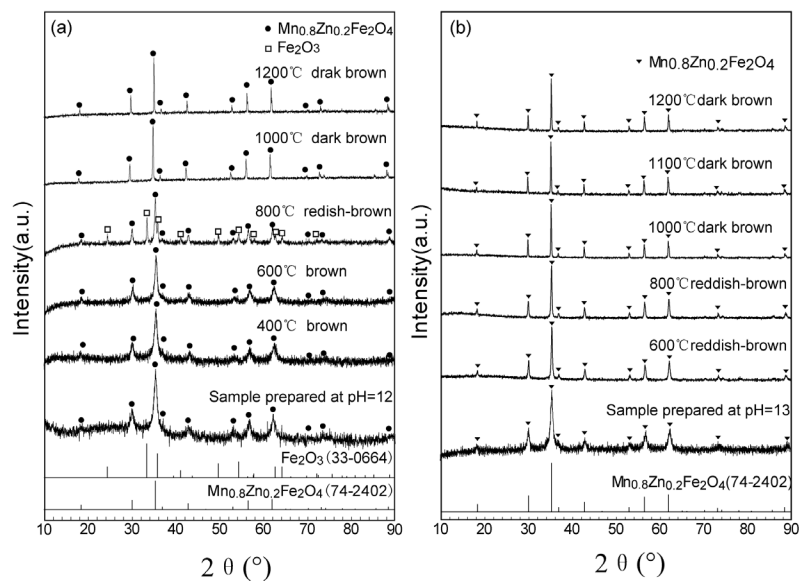 (a)
● Mn0.8Zn0.2Fe2O4
□ Fe2O3
1200℃ drak brown
1000℃ dark brown
800℃ redish-brown
600℃ brown
400℃ brown
Sample prepared at pH=12
Fe2O3(33-0664)
Mn0.8Zn0.2Fe2O4(74-2402)
10 20 30 40 50 60 70 80 90
2 θ (°)
Intensity(a.u.)
(b)
▼ Mn0.8Zn0.2Fe2O4
1200℃dark brown
1100℃dark brown
1000℃dark brown
800℃reddish-brown
600℃reddish-brown
Sample prepared at pH=13
Mn0.8Zn0.2Fe2O4(74-2402)
10 20 30 40 50 60 70 80 90
2 θ (°)
Intensity(a.u.)